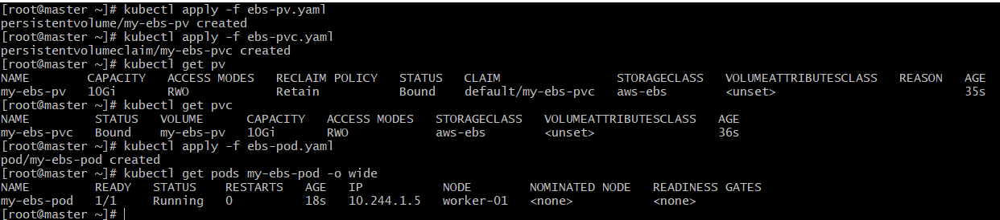 [root@master ~]# kubectl apply -f ebs-pv.yaml
persistentvolume/my-ebs-pv created
[root@master ~]# kubectl apply -f ebs-pvc.yaml
persistentvolumeclaim/my-ebs-pvc created
[root@master ~]# kubectl get pv
NAME        CAPACITY   ACCESS MODES   RECLAIM POLICY   STATUS   CLAIM                STORAGECLASS   VOLUMEATTRIBUTESCLASS   REASON   AGE
my-ebs-pv   10Gi       RWO            Retain           Bound    default/my-ebs-pvc   aws-ebs        <unset>                          35s
[root@master ~]# kubectl get pvc
NAME         STATUS   VOLUME      CAPACITY   ACCESS MODES   STORAGECLASS   VOLUMEATTRIBUTESCLASS   AGE
my-ebs-pvc   Bound    my-ebs-pv   10Gi       RWO            aws-ebs        <unset>                 36s
[root@master ~]# kubectl apply -f ebs-pod.yaml
pod/my-ebs-pod created
[root@master ~]# kubectl get pods my-ebs-pod -o wide
NAME         READY   STATUS    RESTARTS   AGE   IP           NODE        NOMINATED NODE   READINESS GATES
my-ebs-pod   1/1     Running   0          18s   10.244.1.5   worker-01   <none>           <none>
[root@master ~]#